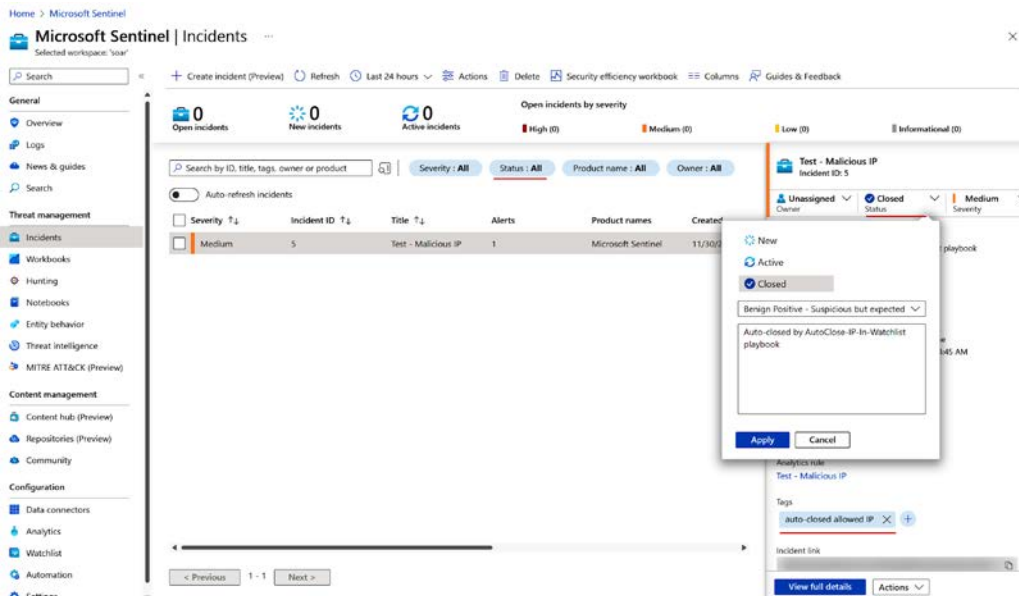 Home > Microsoft Sentinel
Microsoft Sentinel | Incidents ...
Selected workspace: 'soar'
Search
«
General
Overview
Logs
News & guides
Search
Threat management
Incidents
Workbooks
Hunting
Notebooks
Entity behavior
Threat intelligence
MITRE ATT&CK (Preview)
Content management
Content hub (Preview)
Repositories (Preview)
Community
Configuration
Data connectors
Analytics
Watchlist
Automation
Settings
+ Create incident (Preview) Refresh Last 24 hours Actions Delete Security efficiency workbook Columns Guides & Feedback
0 Open incidents
0 New incidents
0 Active incidents
Open incidents by severity
High (0) Medium (0) Low (0) Informational (0)
Search by ID, title, tags, owner or product
Severity : All Status : All Product name : All Owner : All
Auto-refresh incidents
Severity ↑↓ Incident ID ↑↓ Title ↑↓ Alerts Product names Created
Medium 5 Test - Malicious IP 1 Microsoft Sentinel 11/30/2
< Previous 1 - 1 Next >
Test - Malicious IP
Incident ID: 5
Unassigned Closed Medium
Owner Status Severity
New
Active
Closed
Benign Positive - Suspicious but expected
Auto-closed by AutoClose-IP-In-Watchlist
playbook
Apply Cancel
playbook
:45 AM
Analytics rule
Test - Malicious IP
Tags
auto-closed allowed IP × +
Incident link
View full details Actions